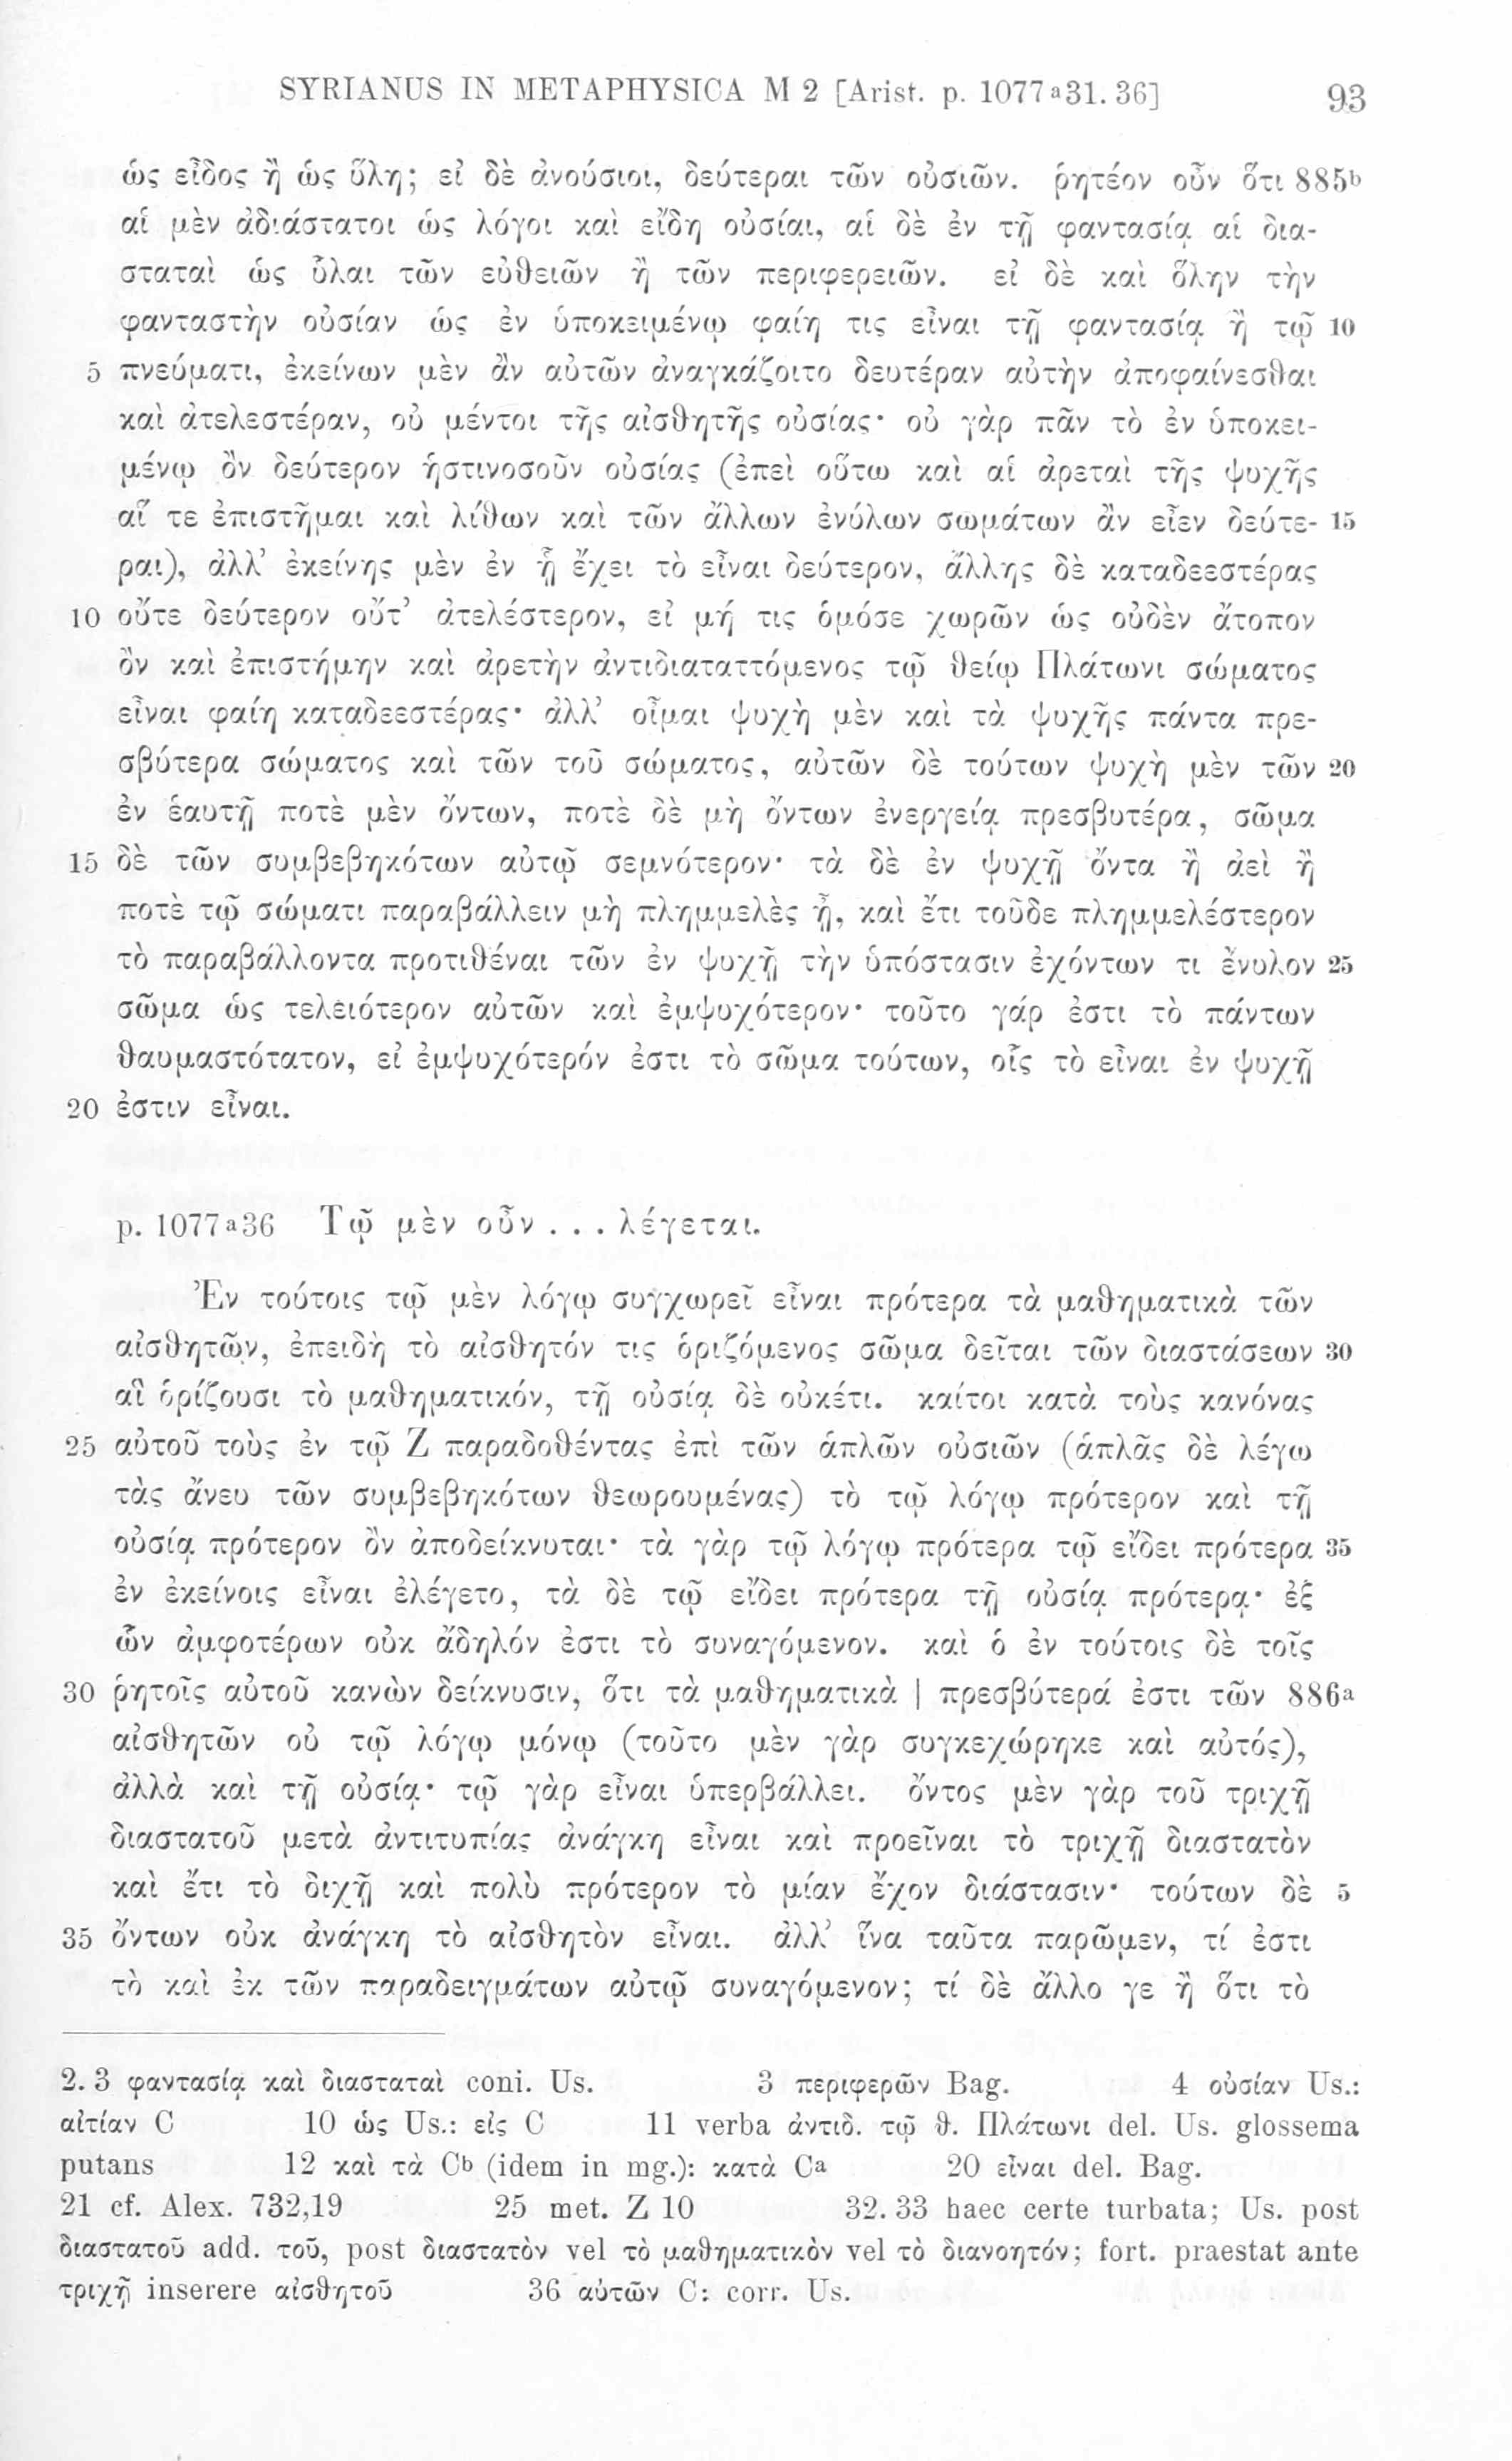 SYRIANUS IN METAPHYSICA M 2 [Arist. p. 1077ᵃ31. 36] 93
ὡς εἶδος ἢ ὡς ὕλη; εἰ δὲ ἀνούσιοι, δεύτεραι τῶν οὐσιῶν. ῥητέον οὖν ὅτι 885ᵇ
αἱ μὲν ἀδιάστατοι ὡς λόγοι καὶ εἴδη οὐσίαι, αἱ δὲ ἐν τῇ φαντασίᾳ αἱ δια-
σταταὶ ὡς ὗλαι τῶν εὐθειῶν ἢ τῶν περιφερειῶν. εἰ δὲ καὶ ὅλην τὴν
φανταστὴν οὐσίαν ὡς ἐν ὑποκειμένῳ φαίη τις εἶναι τῇ φαντασίᾳ ἢ τῷ 10
5 πνεύματι, ἐκείνων μὲν ἂν αὐτῶν ἀναγκάζοιτο δευτέραν αὐτὴν ἀποφαίνεσθαι
καὶ ἀτελεστέραν, οὐ μέντοι τῆς αἰσθητῆς οὐσίας· οὐ γὰρ πᾶν τὸ ἐν ὑποκει-
μένῳ ὂν δεύτερον ἡστινοσοῦν οὐσίας (ἐπεὶ οὕτω καὶ αἱ ἀρεταὶ τῆς ψυχῆς
αἵ τε ἐπιστῆμαι καὶ λίθων καὶ τῶν ἄλλων ἐνύλων σωμάτων ἂν εἶεν δεύτε- 15
ραι), ἀλλ’ ἐκείνης μὲν ἐν ᾗ ἔχει τὸ εἶναι δεύτερον, ἄλλης δὲ καταδεεστέρας
10 οὔτε δεύτερον οὔτ’ ἀτελέστερον, εἰ μή τις ὁμόσε χωρῶν ὡς οὐδὲν ἄτοπον
ὂν καὶ ἐπιστήμην καὶ ἀρετὴν ἀντιδιαταττόμενος τῷ θείῳ Πλάτωνι σώματος
εἶναι φαίη καταδεεστέρας· ἀλλ’ οἶμαι ψυχὴ μὲν καὶ τὰ ψυχῆς πάντα πρε-
σβύτερα σώματος καὶ τῶν τοῦ σώματος, αὐτῶν δὲ τούτων ψυχὴ μὲν τῶν 20
ἐν ἑαυτῇ ποτὲ μὲν ὄντων, ποτὲ δὲ μὴ ὄντων ἐνεργείᾳ πρεσβυτέρα, σῶμα
15 δὲ τῶν συμβεβηκότων αὐτῷ σεμνότερον· τὰ δὲ ἐν ψυχῇ ὄντα ἢ ἀεὶ ἢ
ποτὲ τῷ σώματι παραβάλλειν μὴ πλημμελὲς ᾖ, καὶ ἔτι τοῦδε πλημμελέστερον
τὸ παραβάλλοντα προτιθέναι τῶν ἐν ψυχῇ τὴν ὑπόστασιν ἐχόντων τι ἔνυλον 25
σῶμα ὡς τελειότερον αὐτῶν καὶ ἐμψυχότερον· τοῦτο γάρ ἐστι τὸ πάντων
θαυμαστότατον, εἰ ἐμψυχότερόν ἐστι τὸ σῶμα τούτων, οἷς τὸ εἶναι ἐν ψυχῇ
20 ἐστιν εἶναι.
p. 1077ᵃ36 Τῷ μὲν οὖν . . . λέγεται.
Ἐν τούτοις τῷ μὲν λόγῳ συγχωρεῖ εἶναι πρότερα τὰ μαθηματικὰ τῶν
αἰσθητῶν, ἐπειδὴ τὸ αἰσθητόν τις ὁριζόμενος σῶμα δεῖται τῶν διαστάσεων 30
αἳ ὁρίζουσι τὸ μαθηματικόν, τῇ οὐσίᾳ δὲ οὐκέτι. καίτοι κατὰ τοὺς κανόνας
25 αὐτοῦ τοὺς ἐν τῷ Ζ παραδοθέντας ἐπὶ τῶν ἁπλῶν οὐσιῶν (ἁπλᾶς δὲ λέγω
τὰς ἄνευ τῶν συμβεβηκότων θεωρουμένας) τὸ τῷ λόγῳ πρότερον καὶ τῇ
οὐσίᾳ πρότερον ὂν ἀποδείκνυται· τὰ γὰρ τῷ λόγῳ πρότερα τῷ εἴδει πρότερα 35
ἐν ἐκείνοις εἶναι ἐλέγετο, τὰ δὲ τῷ εἴδει πρότερα τῇ οὐσίᾳ πρότερᾳ· ἐξ
ὧν ἀμφοτέρων οὐκ ἄδηλόν ἐστι τὸ συναγόμενον. καὶ ὁ ἐν τούτοις δὲ τοῖς
30 ῥητοῖς αὐτοῦ κανὼν δείκνυσιν, ὅτι τὰ μαθηματικὰ | πρεσβύτερά ἐστι τῶν 886ᵃ
αἰσθητῶν οὐ τῷ λόγῳ μόνῳ (τοῦτο μὲν γὰρ συγκεχώρηκε καὶ αὐτός),
ἀλλὰ καὶ τῇ οὐσίᾳ· τῷ γὰρ εἶναι ὑπερβάλλει. ὄντος μὲν γὰρ τοῦ τριχῇ
διαστατοῦ μετὰ ἀντιτυπίας ἀνάγκη εἶναι καὶ προεῖναι τὸ τριχῇ διαστατὸν
καὶ ἔτι τὸ διχῇ καὶ πολὺ πρότερον τὸ μίαν ἔχον διάστασιν· τούτων δὲ 5
35 ὄντων οὐκ ἀνάγκη τὸ αἰσθητὸν εἶναι. ἀλλ’ ἵνα ταῦτα παρῶμεν, τί ἐστι
τὸ καὶ ἐκ τῶν παραδειγμάτων αὐτῷ συναγόμενον; τί δὲ ἄλλο γε ἢ ὅτι τὸ
2. 3 φαντασίᾳ καὶ διασταταὶ coni. Us. 3 περιφερῶν Bag. 4 οὐσίαν Us.:
αἰτίαν C 10 ὡς Us.: εἰς C 11 verba ἀντιδ. τῷ θ. Πλάτωνι del. Us. glossema
putans 12 καὶ τὰ Cᵇ (idem in mg.): κατὰ Cᵃ 20 εἶναι del. Bag.
21 cf. Alex. 732,19 25 met. Z 10 32. 33 haec certe turbata; Us. post
διαστατοῦ add. τοῦ, post διαστατὸν vel τὸ μαθηματικὸν vel τὸ διανοητόν; fort. praestat ante
τριχῇ inserere αἰσθητοῦ 36 αὐτῶν C: corr. Us.